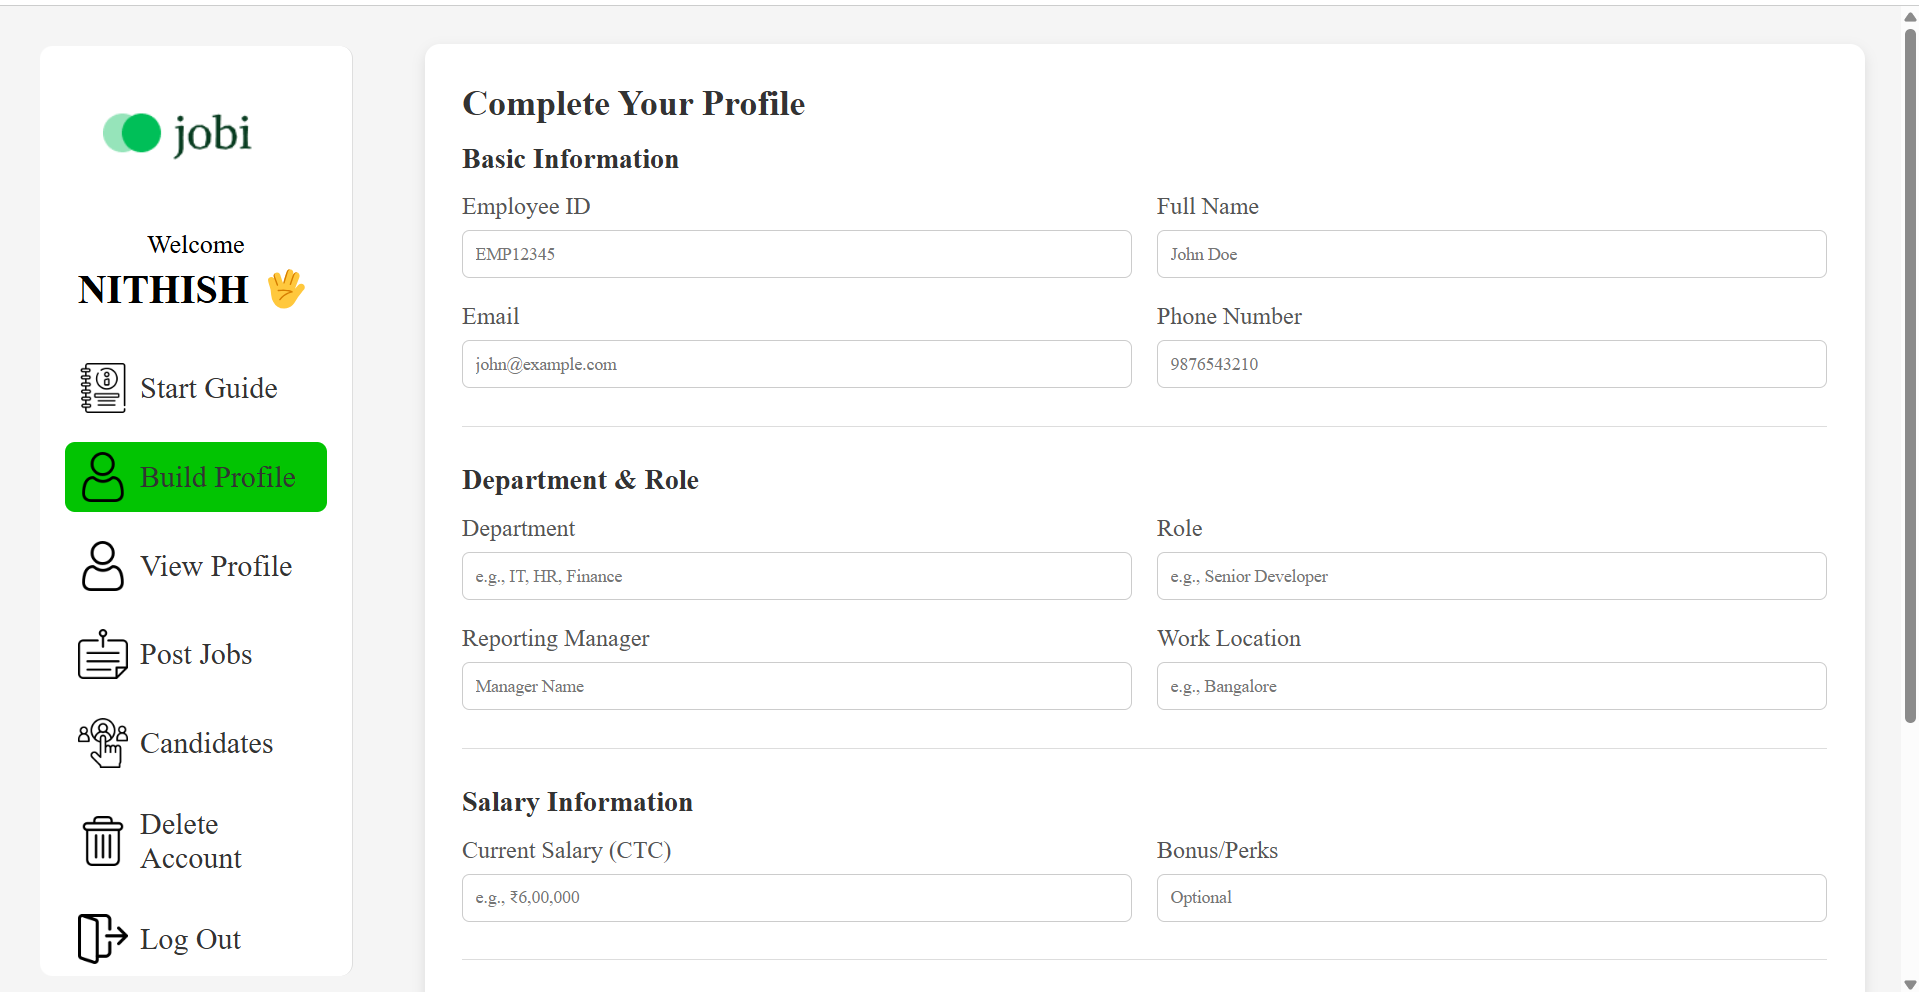 jobi
Welcome
NITHISH
Start Guide
Build Profile
View Profile
Post Jobs
Candidates
Delete
Account
Log Out
Complete Your Profile
Basic Information
Employee ID
Full Name
EMP12345
John Doe
Email
Phone Number
john@example.com
9876543210
Department & Role
Department
Role
e.g., IT, HR, Finance
e.g., Senior Developer
Reporting Manager
Work Location
Manager Name
e.g., Bangalore
Salary Information
Current Salary (CTC)
Bonus/Perks
e.g., ₹6,00,000
Optional